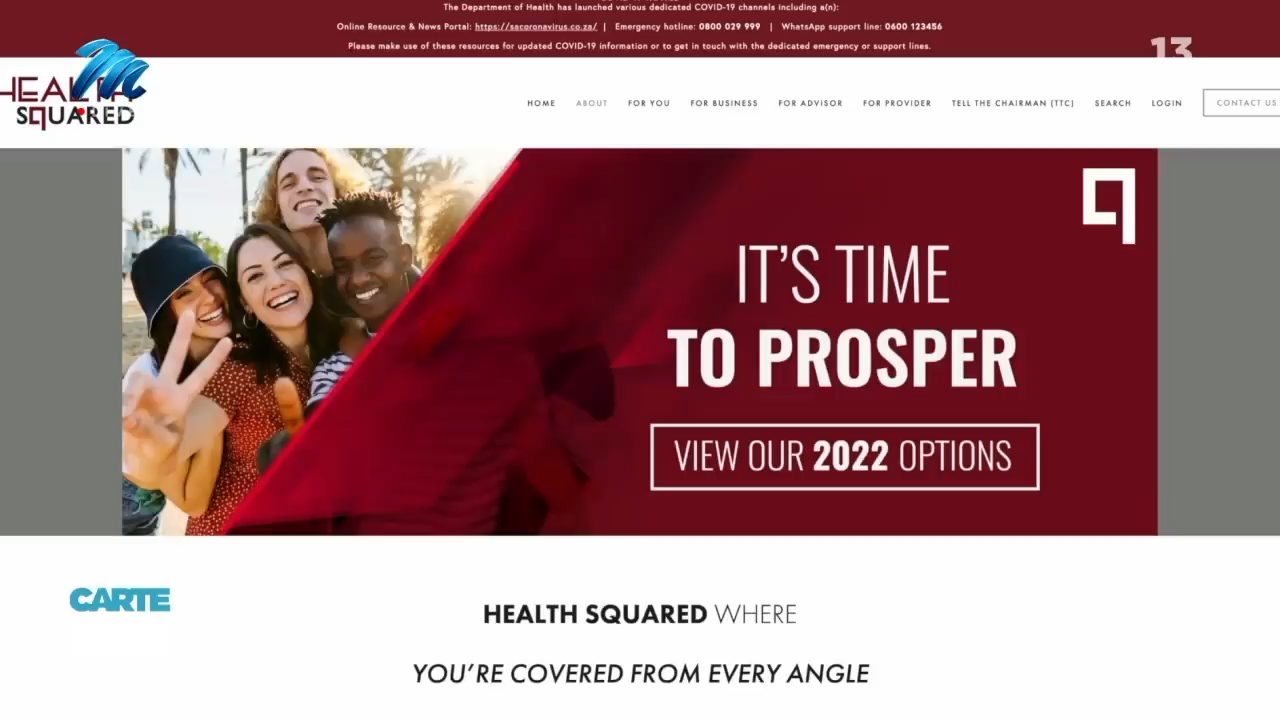 The Department of Health has launched various dedicated COVID-19 channels including a(n):
Online Resource & News Portal: https://sacoronavirus.co.za/ | Emergency hotline: 0800 029 999 | WhatsApp support line: 0600 123456
Please make use of these resources for updated COVID-19 information or to get in touch with the dedicated emergency or support lines.
13
HEALTH
SQUARED
HOME ABOUT FOR YOU FOR BUSINESS FOR ADVISOR FOR PROVIDER TELL THE CHAIRMAN (TTC) SEARCH LOGIN CONTACT US
IT'S TIME
TO PROSPER
VIEW OUR 2022 OPTIONS
CARTE
HEALTH SQUARED WHERE
YOU'RE COVERED FROM EVERY ANGLE